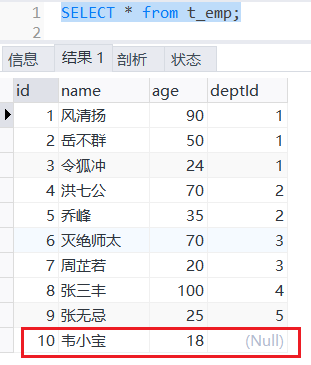 1 SELECT * from t_emp;
2
信息 结果 1 剖析 状态
id name age deptId
1 风清扬 90 1
2 岳不群 50 1
3 令狐冲 24 1
4 洪七公 70 2
5 乔峰 35 2
6 灭绝师太 70 3
7 周芷若 20 3
8 张三丰 100 4
9 张无忌 25 5
10 韦小宝 18 (Null)